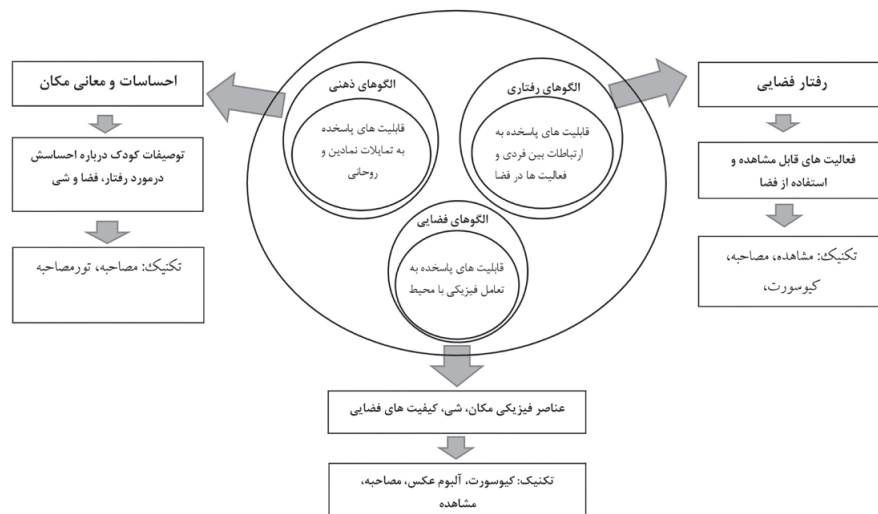 احساسات و معانی مکان
توصیفات کودک درباره احساسش
درمورد رفتار، فضا و شی
تکنیک: مصاحبه، تورمصاحبه
الگوهای ذهنی
قابلیت های پاسخده
به تمایلات نمادین و
روحانی
الگوهای رفتاری
قابلیت های پاسخده به
ارتباطات بین فردی و
فعالیت ها در فضا
الگوهای فضایی
قابلیت های پاسخده به
تعامل فیزیکی با محیط
رفتار فضایی
فعالیت های قابل مشاهده و
استفاده از فضا
تکنیک: مشاهده، مصاحبه،
کیوسورت،
عناصر فیزیکی مکان، شی، کیفیت های فضایی
تکنیک: کیوسورت، آلبوم عکس، مصاحبه،
مشاهده